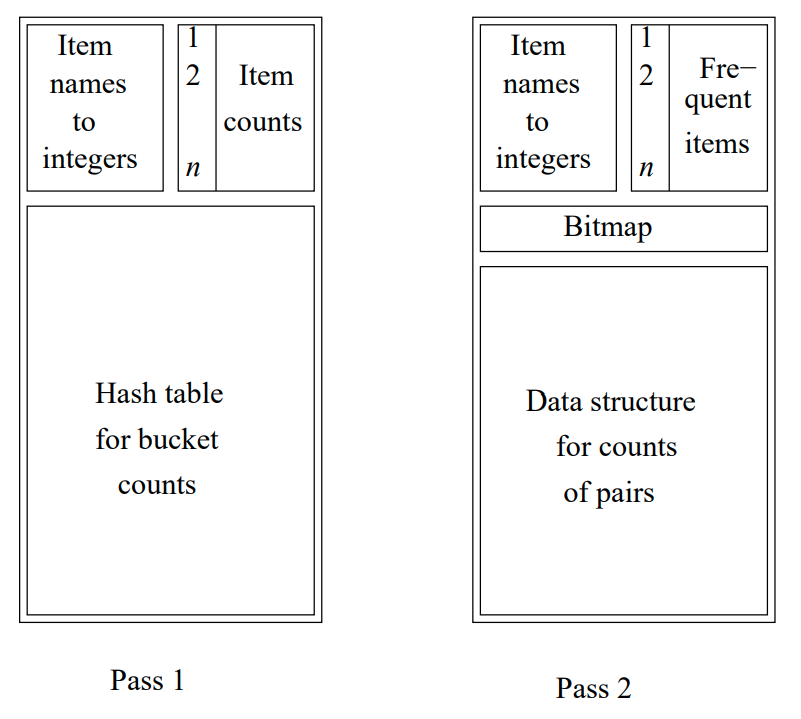 Item
names
to
integers
1
2
n
Item
counts
Hash table
for bucket
counts
Pass 1
Item
names
to
integers
1
2
n
Fre−
quent
items
Bitmap
Data structure
for counts
of pairs
Pass 2